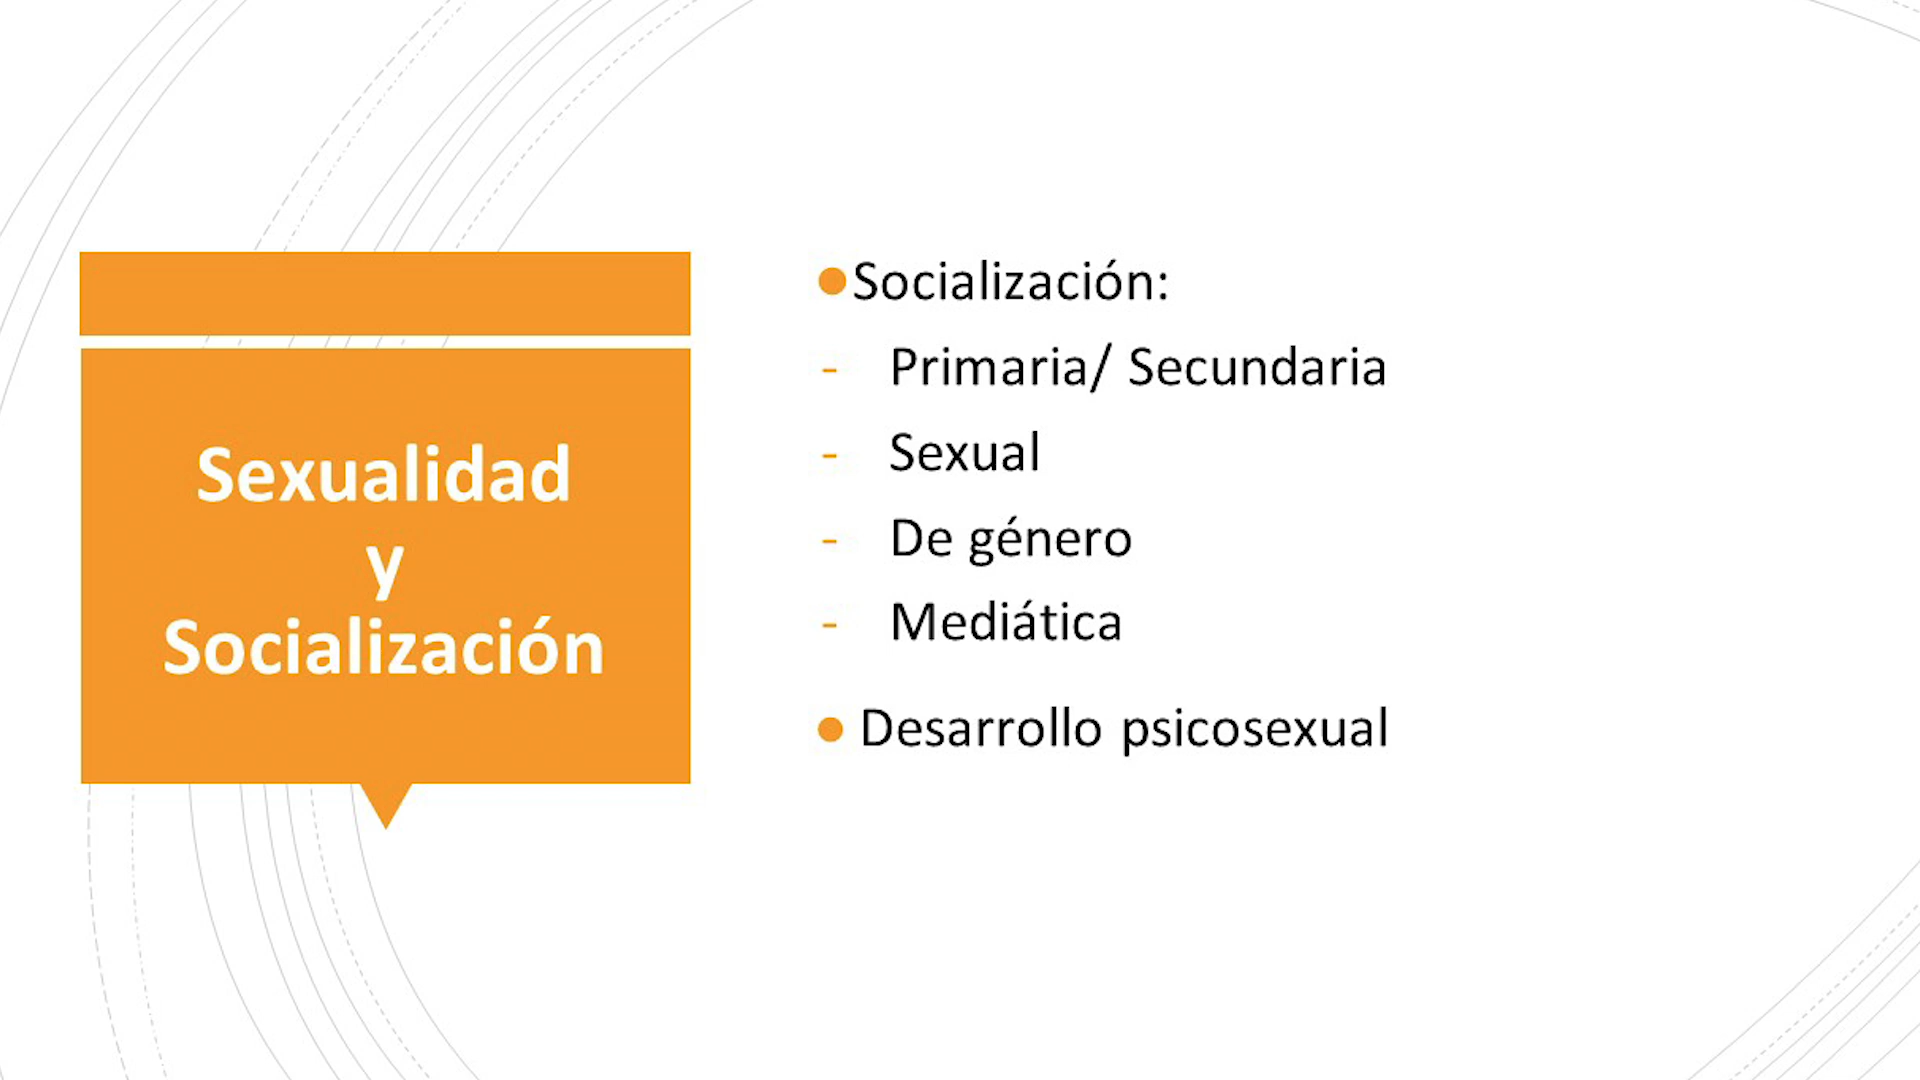 Sexualidad
y
Socialización
●Socialización:
- Primaria/ Secundaria
- Sexual
- De género
- Mediática
● Desarrollo psicosexual